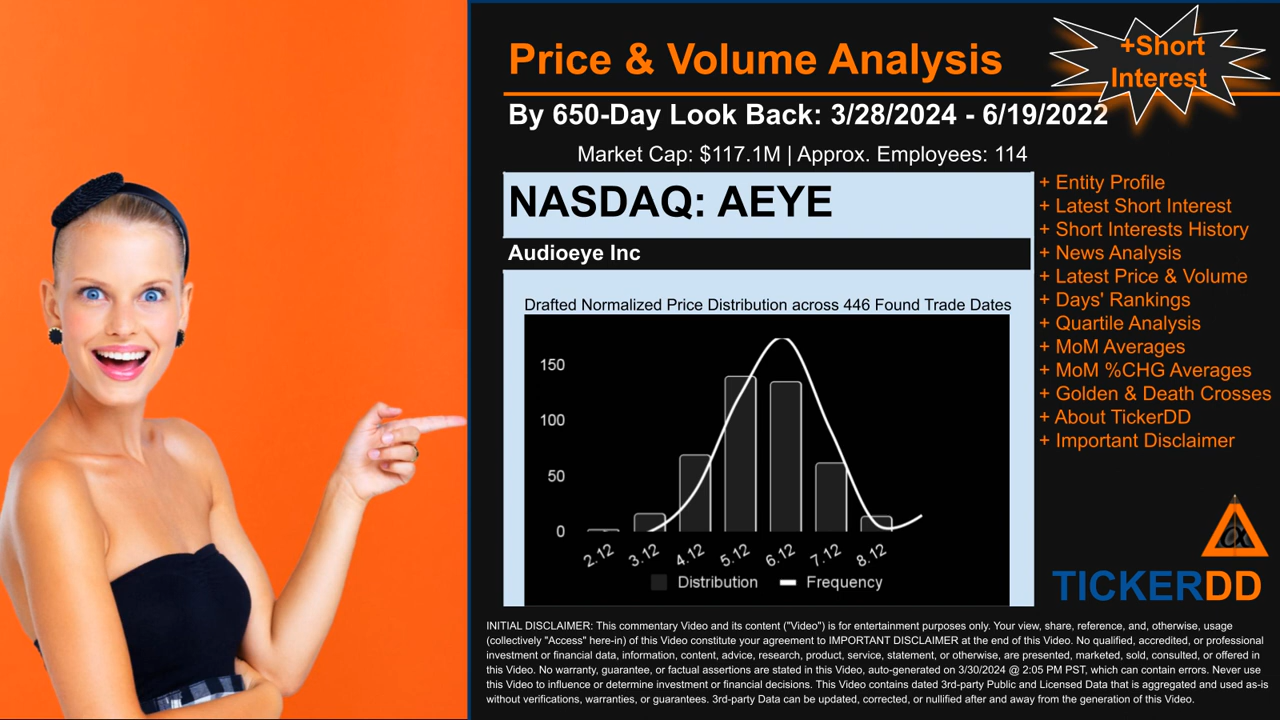 Price & Volume Analysis
+Short
Interest
By 650-Day Look Back: 3/28/2024 - 6/19/2022
Market Cap: $117.1M | Approx. Employees: 114
NASDAQ: AEYE
Audioeye Inc
Drafted Normalized Price Distribution across 446 Found Trade Dates
150
100
50
0
2.12 3.12 4.12 5.12 6.12 7.12 8.12
Distribution Frequency
+ Entity Profile
+ Latest Short Interest
+ Short Interests History
+ News Analysis
+ Latest Price & Volume
+ Days' Rankings
+ Quartile Analysis
+ MoM Averages
+ MoM %CHG Averages
+ Golden & Death Crosses
+ About TickerDD
+ Important Disclaimer
TICKERDD
INITIAL DISCLAIMER: This commentary Video and its content ("Video") is for entertainment purposes only. Your view, share, reference, and, otherwise, usage
(collectively "Access" here-in) of this Video constitute your agreement to IMPORTANT DISCLAIMER at the end of this Video. No qualified, accredited, or professional
investment or financial data, information, content, advice, research, product, service, statement, or otherwise, are presented, marketed, sold, consulted, or offered in
this Video. No warranty, guarantee, or factual assertions are stated in this Video, auto-generated on 3/30/2024 @ 2:05 PM PST, which can contain errors. Never use
this Video to influence or determine investment or financial decisions. This Video contains dated 3rd-party Public and Licensed Data that is aggregated and used as-is
without verifications, warranties, or guarantees. 3rd-party Data can be updated, corrected, or nullified after and away from the generation of this Video.